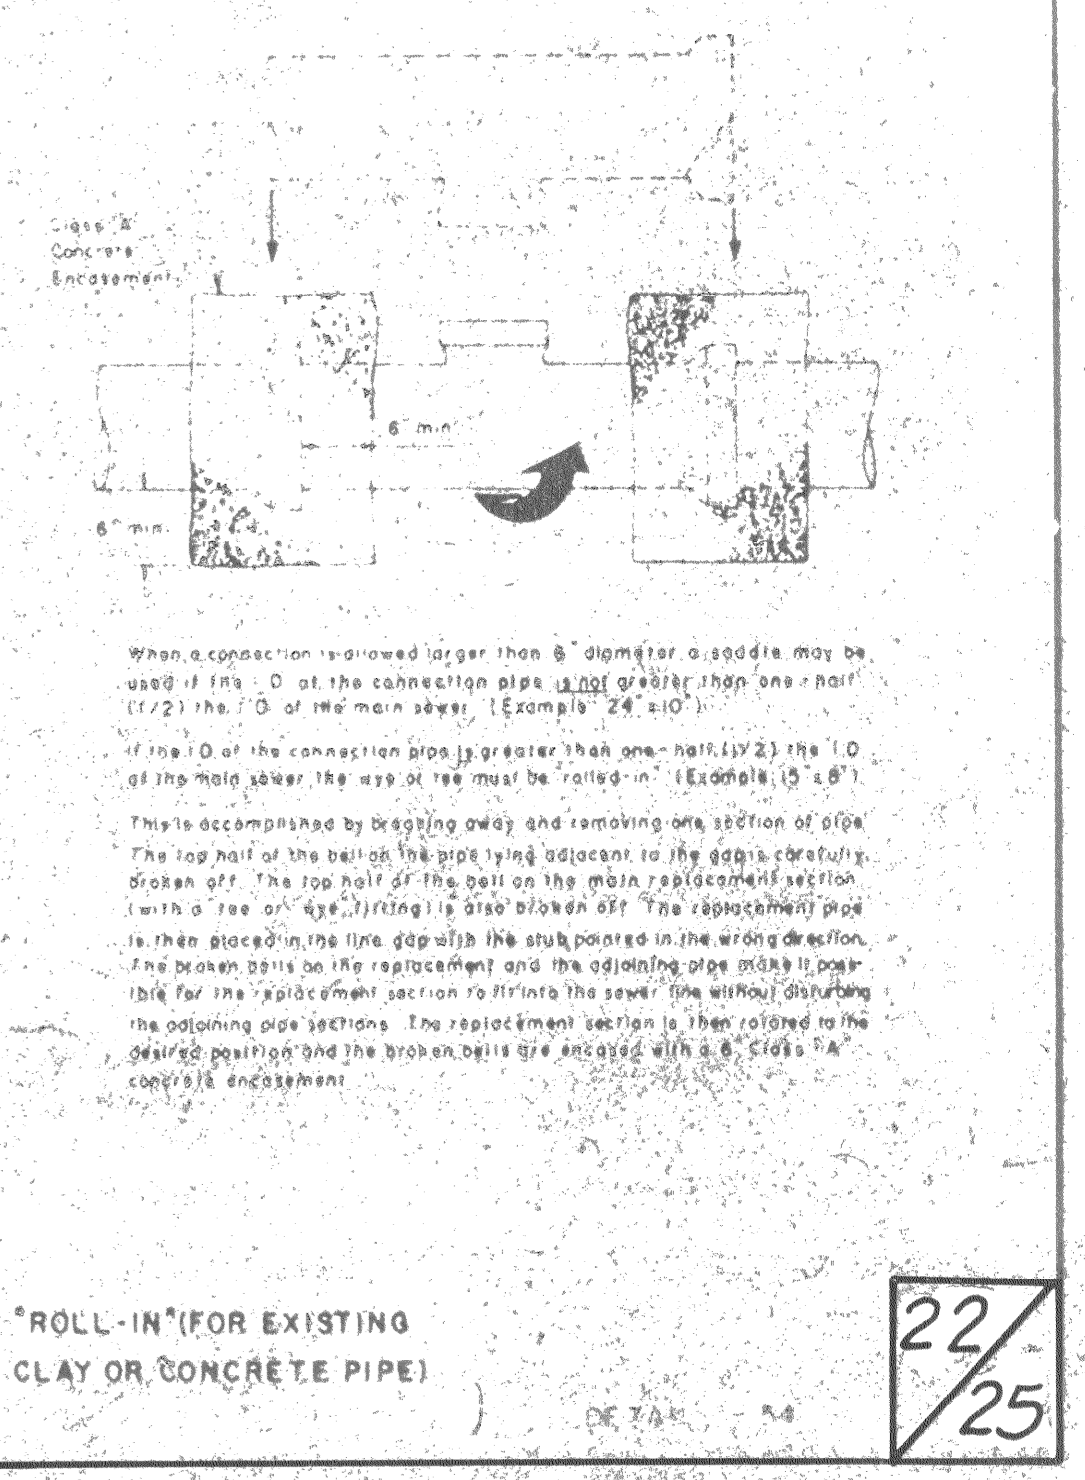 Class "A"
Concrete
Encasement
6" min.
6" min.
When a connection is allowed larger than 6" diameter a saddle may be
used if the I.D. of the connection pipe is not greater than one-half
(1/2) the I.D. of the main sewer. (Example 24" x 10")
If the I.D. of the connection pipe is greater than one-half (1/2) the I.D.
of the main sewer the wye or tee must be "rolled-in" (Example 15" x 8")
This is accomplished by breaking away and removing one section of pipe.
The top half of the bell on the pipe lying adjacent to the gap is carefully
broken off. The top half of the bell on the main replacement section
(with a "tee or "wye" fitting) is also broken off. The replacement pipe
is then placed in the line gap with the stub pointed in the wrong direction.
The broken bells on the replacement and the adjoining pipe make it poss-
ible for the replacement section to fit into the sewer line without disturbing
the adjoining pipe sections. The replacement section is then rotated to the
desired position and the broken bells are encased with a 6" Class "A"
concrete encasement
"ROLL-IN" (FOR EXISTING
CLAY OR CONCRETE PIPE)
DETAIL
22/25